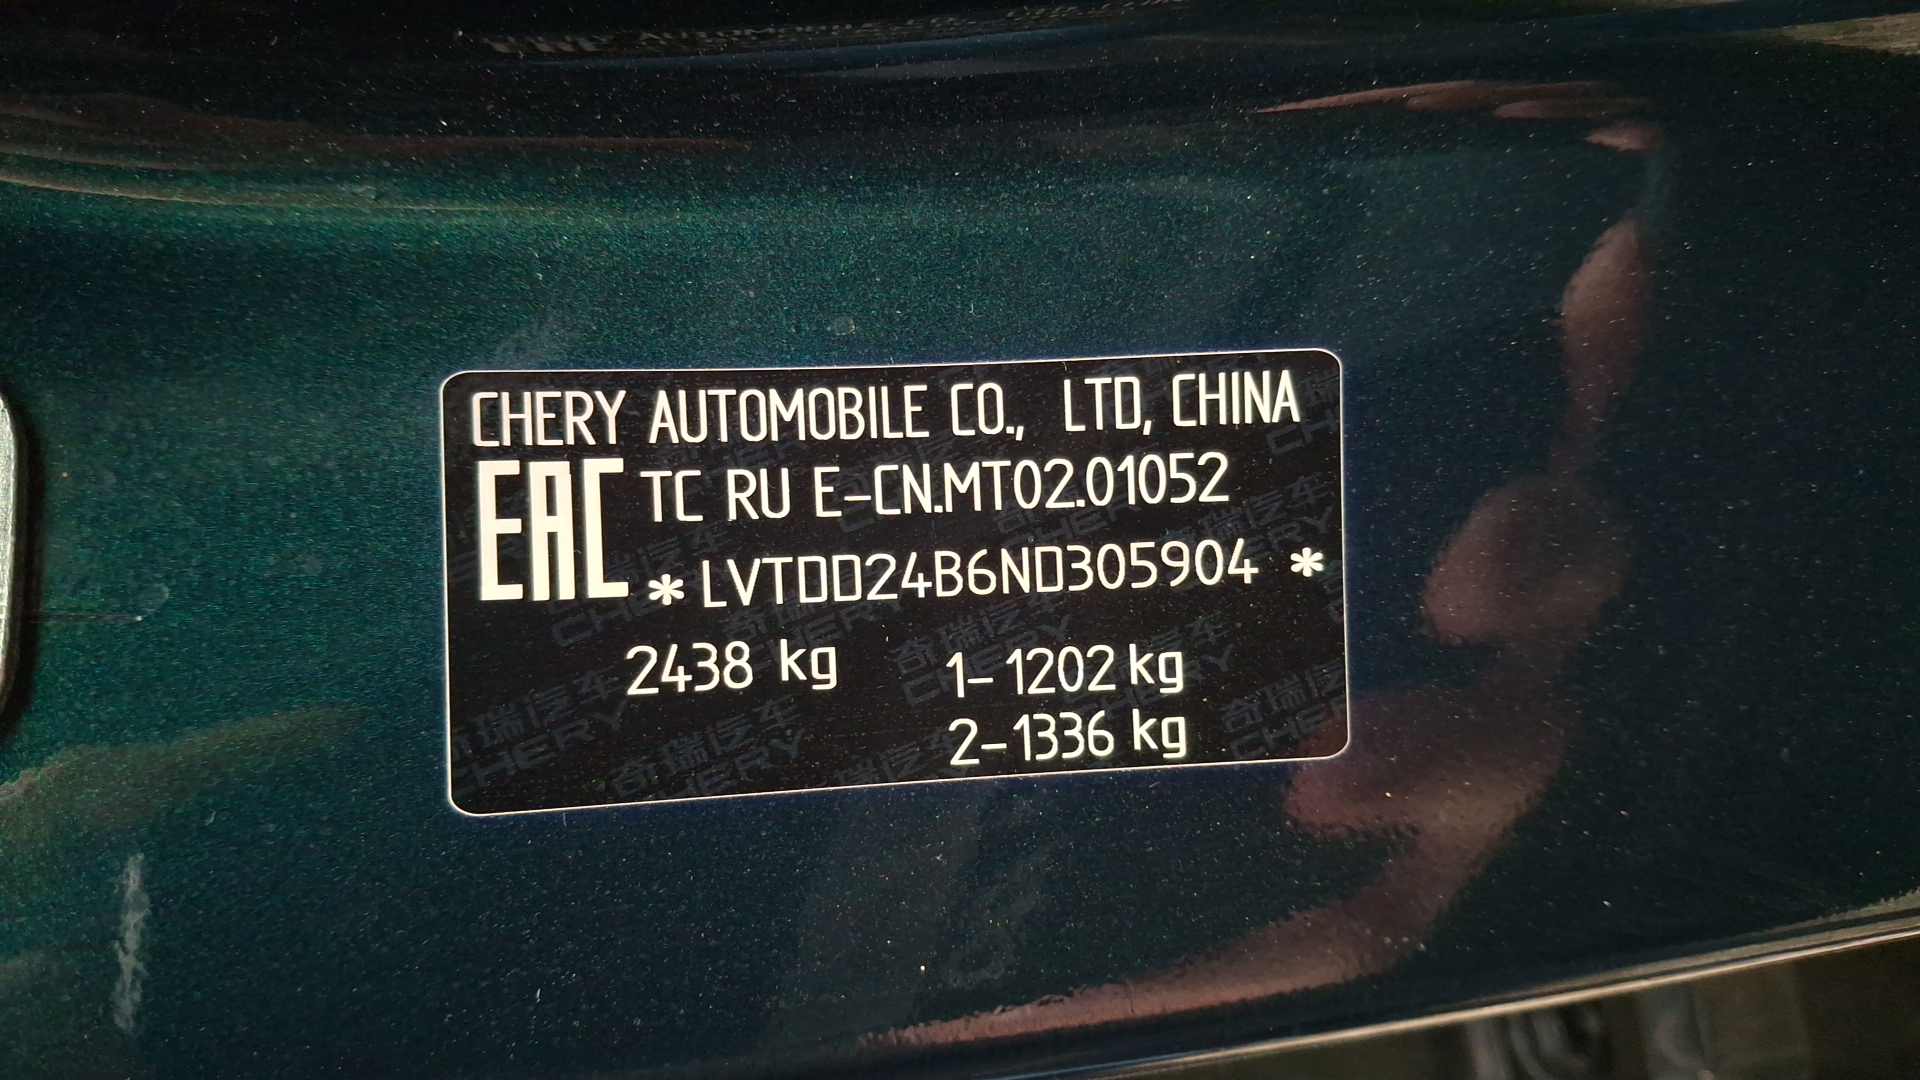 CHERY AUTOMOBILE CO., LTD, CHINA
EAC TC RU E-CN.MT02.01052
* LVTDD24B6ND305904 *
2438 kg 1-1202 kg
2-1336 kg